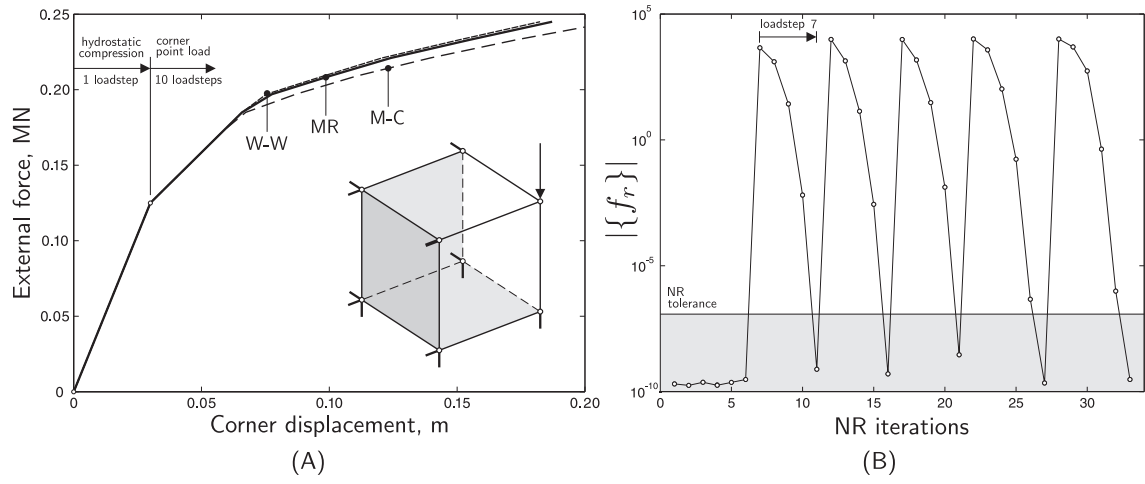 0.25
0.20
0.15
0.10
0.05
0
External force, MN
hydrostatic
compression
1 loadstep
corner
point load
10 loadsteps
W-W
MR
M-C
0
0.05
0.10
0.15
0.20
Corner displacement, m
(A)
10^5
10^0
10^-5
10^-10
|{f_r}|
loadstep 7
NR
tolerance
0
5
10
15
20
25
30
NR iterations
(B)